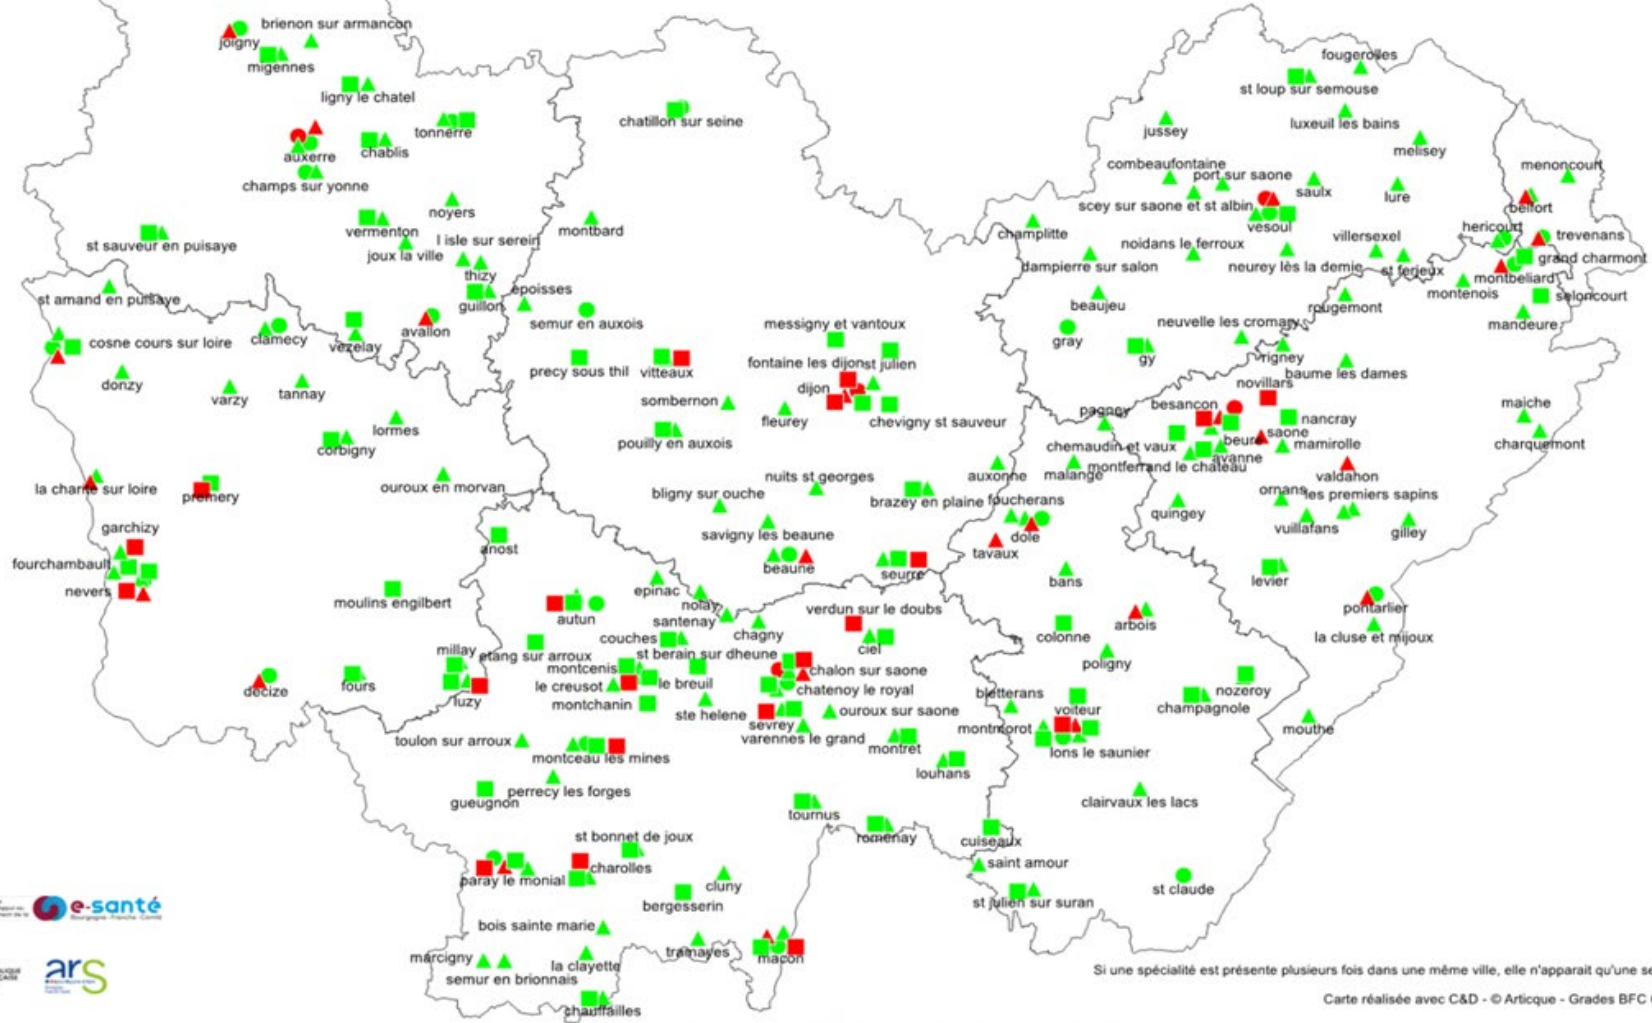 brienon sur armancon
joigny
migennes
ligny le chatel
tonnerre
auxerre
chablis
champs sur yonne
noyers
vermenton
st sauveur en puisaye
l isle sur serein
joux la ville
thizy
guillon
epoisses
st amand en puisaye
avallon
chatillon sur seine
montbard
semur en auxois
fougerolles
st loup sur semouse
luxeuil les bains
jussey
melisey
menoncourt
combeaufontaine
port sur saone
saulx
lure
belfort
scey sur saone et st albin
vesoul
hericourt
trevenans
champlitte
noidans le ferroux
villersexel
dampierre sur salon
neurey lès la demie
st ferjeux
grand charmont
montbeliard
montenois
seloncourt
beaujeu
rougemont
mandeure
cosne cours sur loire
clamecy
vezelay
messigny et vantoux
gray
neuvelle les cromary
gy
rigney
baume les dames
donzy
varzy
tannay
precy sous thil
vitteaux
fontaine les dijon
st julien
dijon
novillars
sombernon
fleurey
chevigny st sauveur
pagney
besancon
nancray
maiche
lormes
corbigny
pouilly en auxois
chemaudin et vaux
beure
saone
mamirolle
charquemont
avanne
montferrand le chateau
la charite sur loire
premery
ouroux en morvan
nuits st georges
auxonne
malange
valdahon
bligny sur ouche
brazey en plaine
foucherans
ornans
les premiers sapins
quingey
garchizy
anost
savigny les beaune
dole
tavaux
vuillafans
gilley
fourchambault
beaune
seurre
bans
levier
nevers
moulins engilbert
epinac
nolay
pontarlier
autun
santenay
chagny
verdun sur le doubs
colonne
arbois
la cluse et mijoux
couches
ciel
millay
etang sur arroux
st berain sur dheune
poligny
montcenis
chalon sur saone
decize
fours
luzy
le creusot
le breuil
chatenoy le royal
bletterans
nozeroy
montchanin
ste helene
ouroux sur saone
voiteur
champagnole
sevrey
montmorot
mouthe
toulon sur arroux
varennes le grand
montret
lons le saunier
montceau les mines
louhans
gueugnon
perrecy les forges
clairvaux les lacs
tournus
st bonnet de joux
romenay
cuiseaux
charolles
saint amour
paray le monial
cluny
st claude
bergesserin
st julien sur suran
bois sainte marie
marcigny
la clayette
tramayes
macon
semur en brionnais
chauffailles
e-santé
Bourgogne - Franche - Comté
ars
Si une spécialité est présente plusieurs fois dans une même ville, elle n'apparait qu'une se
Carte réalisée avec C&D - © Articque - Grades BFC